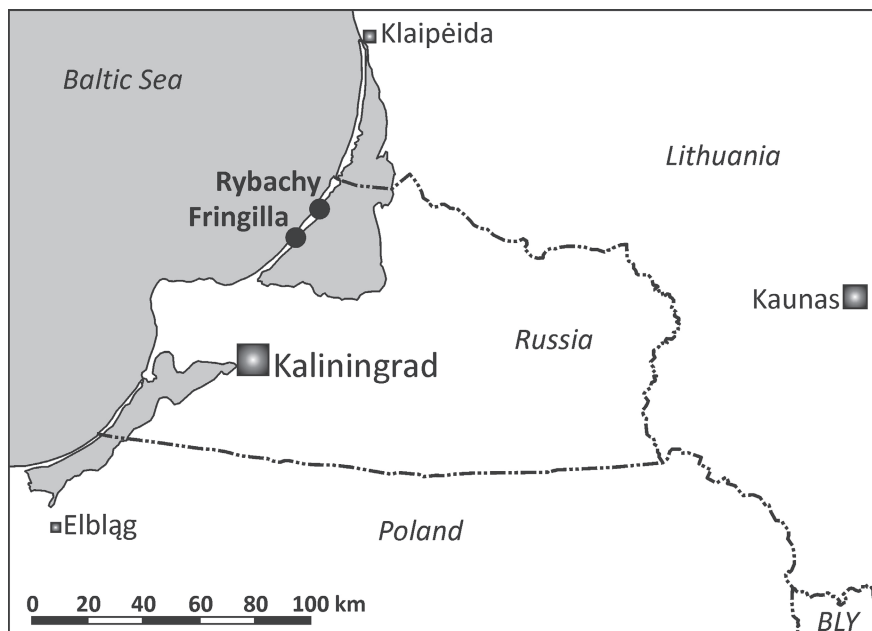 Klaipėida
Baltic Sea
Lithuania
Rybachy
Fringilla
Kaunas
Russia
Kaliningrad
Elbląg
Poland
0 20 40 60 80 100 km
BLY